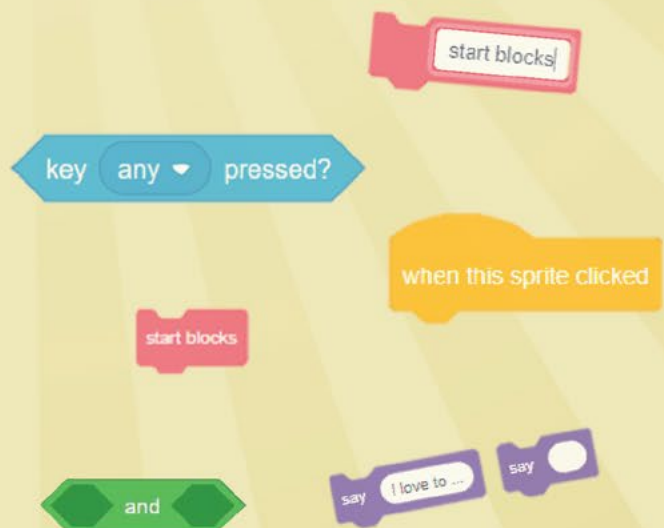 start blocks
key any pressed?
when this sprite clicked
start blocks
say
say I love to ...
and